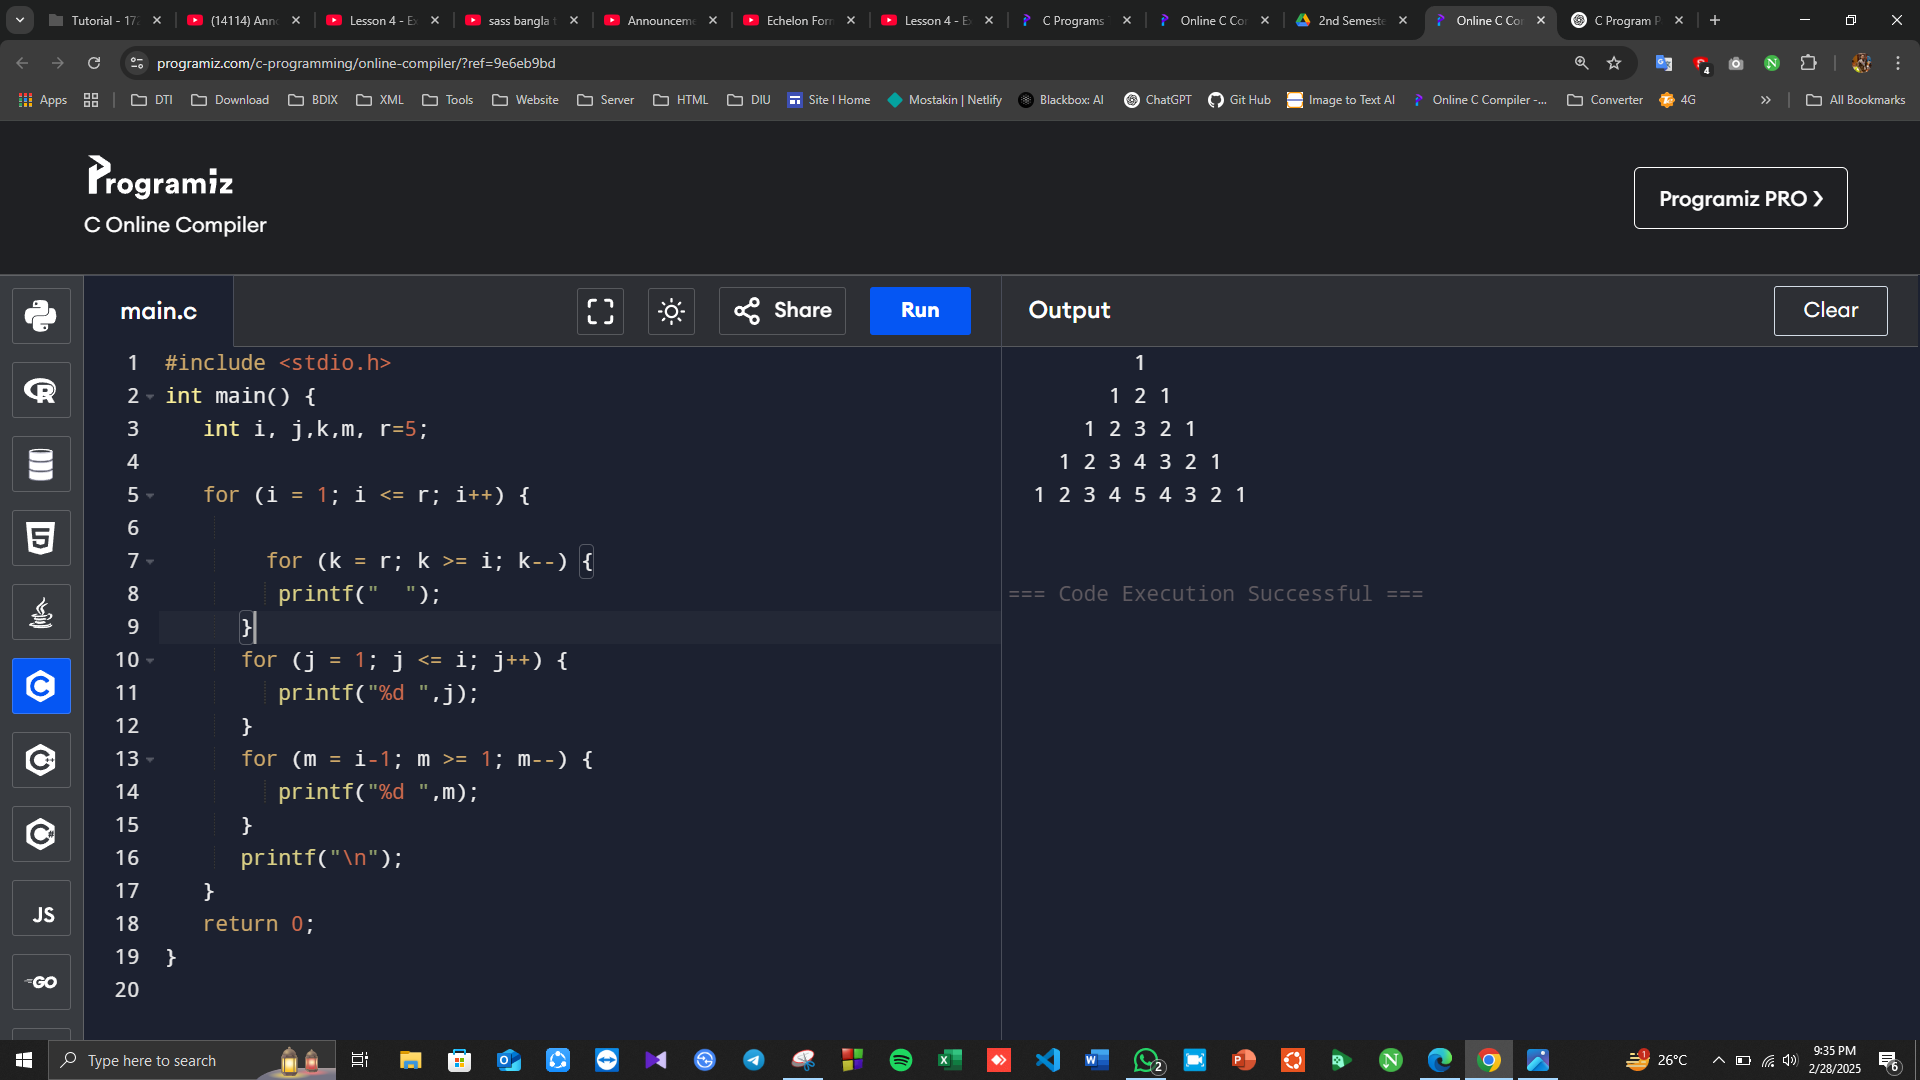 Tutorial - 17
(14114) Ann
Lesson 4 - E
sass bangla t
Announceme
Echelon For
Lesson 4 - E
C Programs
Online C Co
2nd Semeste
Online C Co
C Program P
programiz.com/c-programming/online-compiler/?ref=9e6eb9bd
4
Apps DTI Download BDIX XML Tools Website Server HTML DIU Site I Home Mostakin | Netlify Blackbox: AI ChatGPT Git Hub Image to Text AI Online C Compiler -... Converter 4G » All Bookmarks
Programiz
C Online Compiler
Programiz PRO ❯
main.c
Share
Run
Output
Clear
1 #include <stdio.h>
2 int main() {
3    int i, j,k,m, r=5;
4
5    for (i = 1; i <= r; i++) {
6
7         for (k = r; k >= i; k--) {
8          printf("  ");
9       }
10       for (j = 1; j <= i; j++) {
11          printf("%d ",j);
12       }
13       for (m = i-1; m >= 1; m--) {
14          printf("%d ",m);
15       }
16       printf("\n");
17    }
18    return 0;
19 }
20
1
1 2 1
1 2 3 2 1
1 2 3 4 3 2 1
1 2 3 4 5 4 3 2 1
=== Code Execution Successful ===
JS
GO
Type here to search
2
1
26°C
9:35 PM
2/28/2025
6